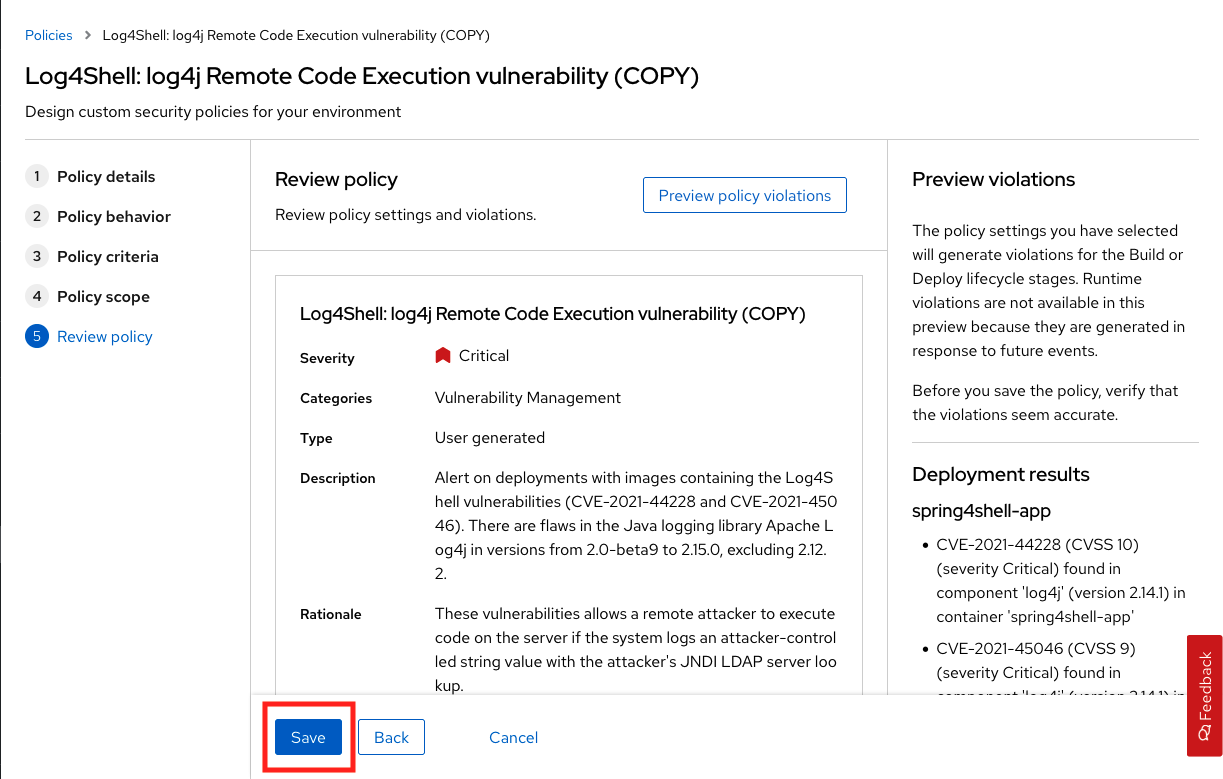 Policies > Log4Shell: log4j Remote Code Execution vulnerability (COPY)
Log4Shell: log4j Remote Code Execution vulnerability (COPY)
Design custom security policies for your environment
1 Policy details
2 Policy behavior
3 Policy criteria
4 Policy scope
5 Review policy
Review policy
Review policy settings and violations.
Preview policy violations
Log4Shell: log4j Remote Code Execution vulnerability (COPY)
Severity Critical
Categories Vulnerability Management
Type User generated
Description Alert on deployments with images containing the Log4S
hell vulnerabilities (CVE-2021-44228 and CVE-2021-450
46). There are flaws in the Java logging library Apache L
og4j in versions from 2.0-beta9 to 2.15.0, excluding 2.12.
2.
Rationale These vulnerabilities allows a remote attacker to execute
code on the server if the system logs an attacker-control
led string value with the attacker's JNDI LDAP server loo
kup.
Save Back Cancel
Preview violations
The policy settings you have selected
will generate violations for the Build or
Deploy lifecycle stages. Runtime
violations are not available in this
preview because they are generated in
response to future events.
Before you save the policy, verify that
the violations seem accurate.
Deployment results
spring4shell-app
• CVE-2021-44228 (CVSS 10)
(severity Critical) found in
component 'log4j' (version 2.14.1) in
container 'spring4shell-app'
• CVE-2021-45046 (CVSS 9)
(severity Critical) found in
component 'log4j' (version 2.14.1) in
Feedback